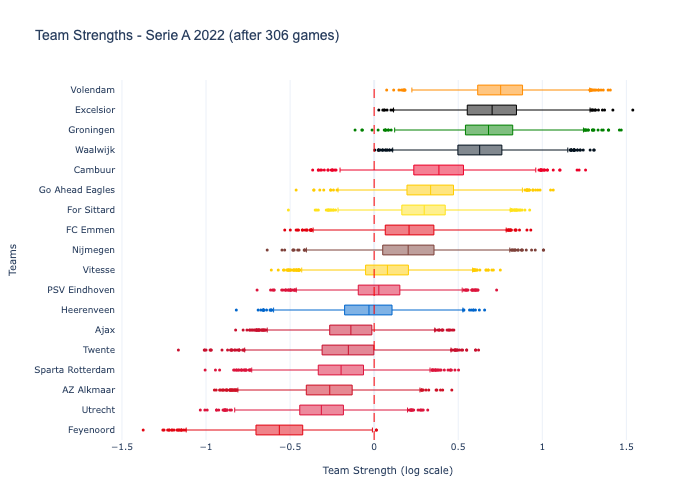 Team Strengths - Serie A 2022 (after 306 games)
Teams
Volendam
Excelsior
Groningen
Waalwijk
Cambuur
Go Ahead Eagles
For Sittard
FC Emmen
Nijmegen
Vitesse
PSV Eindhoven
Heerenveen
Ajax
Twente
Sparta Rotterdam
AZ Alkmaar
Utrecht
Feyenoord
−1.5 −1 −0.5 0 0.5 1 1.5
Team Strength (log scale)